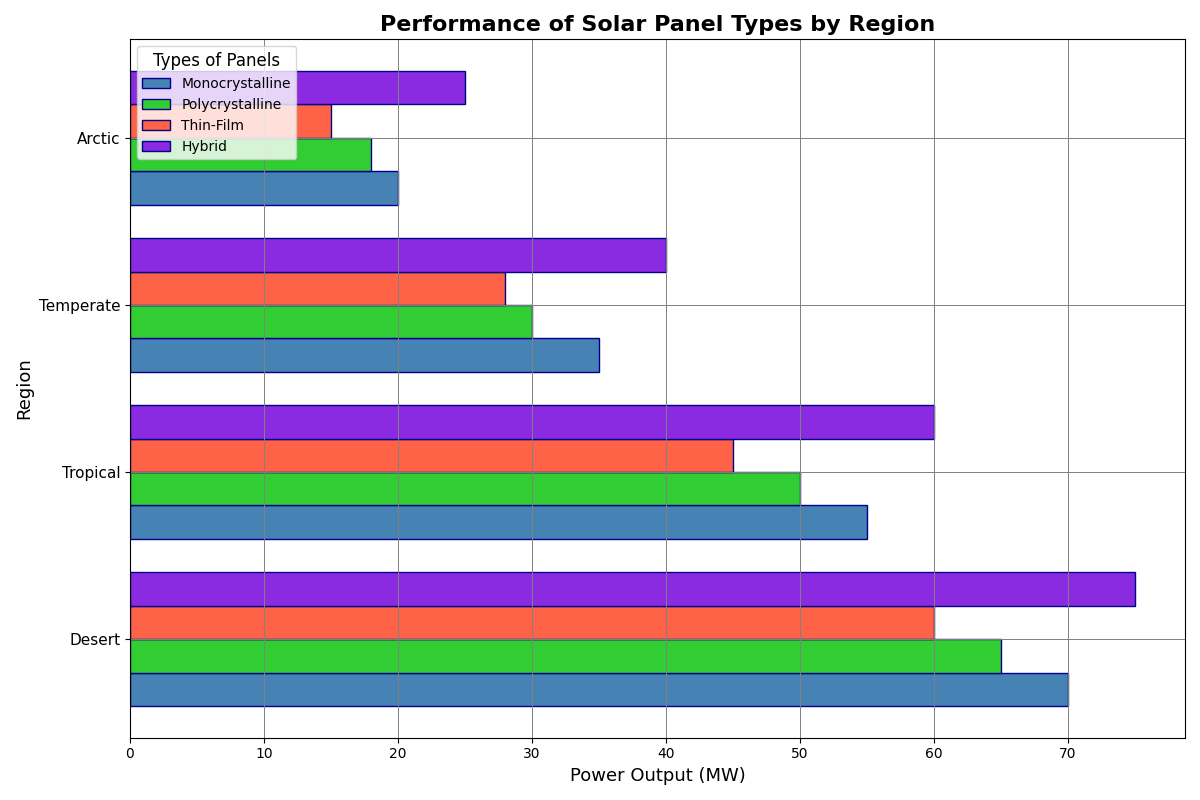 Performance of Solar Panel Types by Region
Types of Panels
Monocrystalline
Polycrystalline
Thin-Film
Hybrid
Region
Arctic
Temperate
Tropical
Desert
0 10 20 30 40 50 60 70
Power Output (MW)